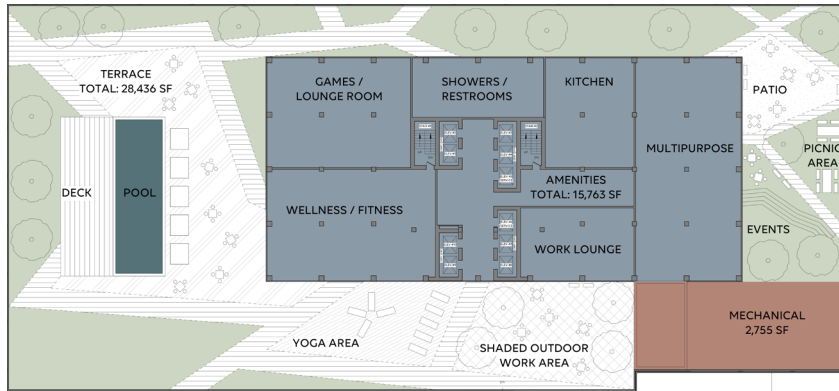 TERRACE
TOTAL: 28,436 SF
GAMES /
LOUNGE ROOM
SHOWERS /
RESTROOMS
KITCHEN
PATIO
MULTIPURPOSE
PICNIC
AREA
DECK
POOL
AMENITIES
TOTAL: 15,763 SF
WELLNESS / FITNESS
EVENTS
WORK LOUNGE
MECHANICAL
2,755 SF
YOGA AREA
SHADED OUTDOOR
WORK AREA